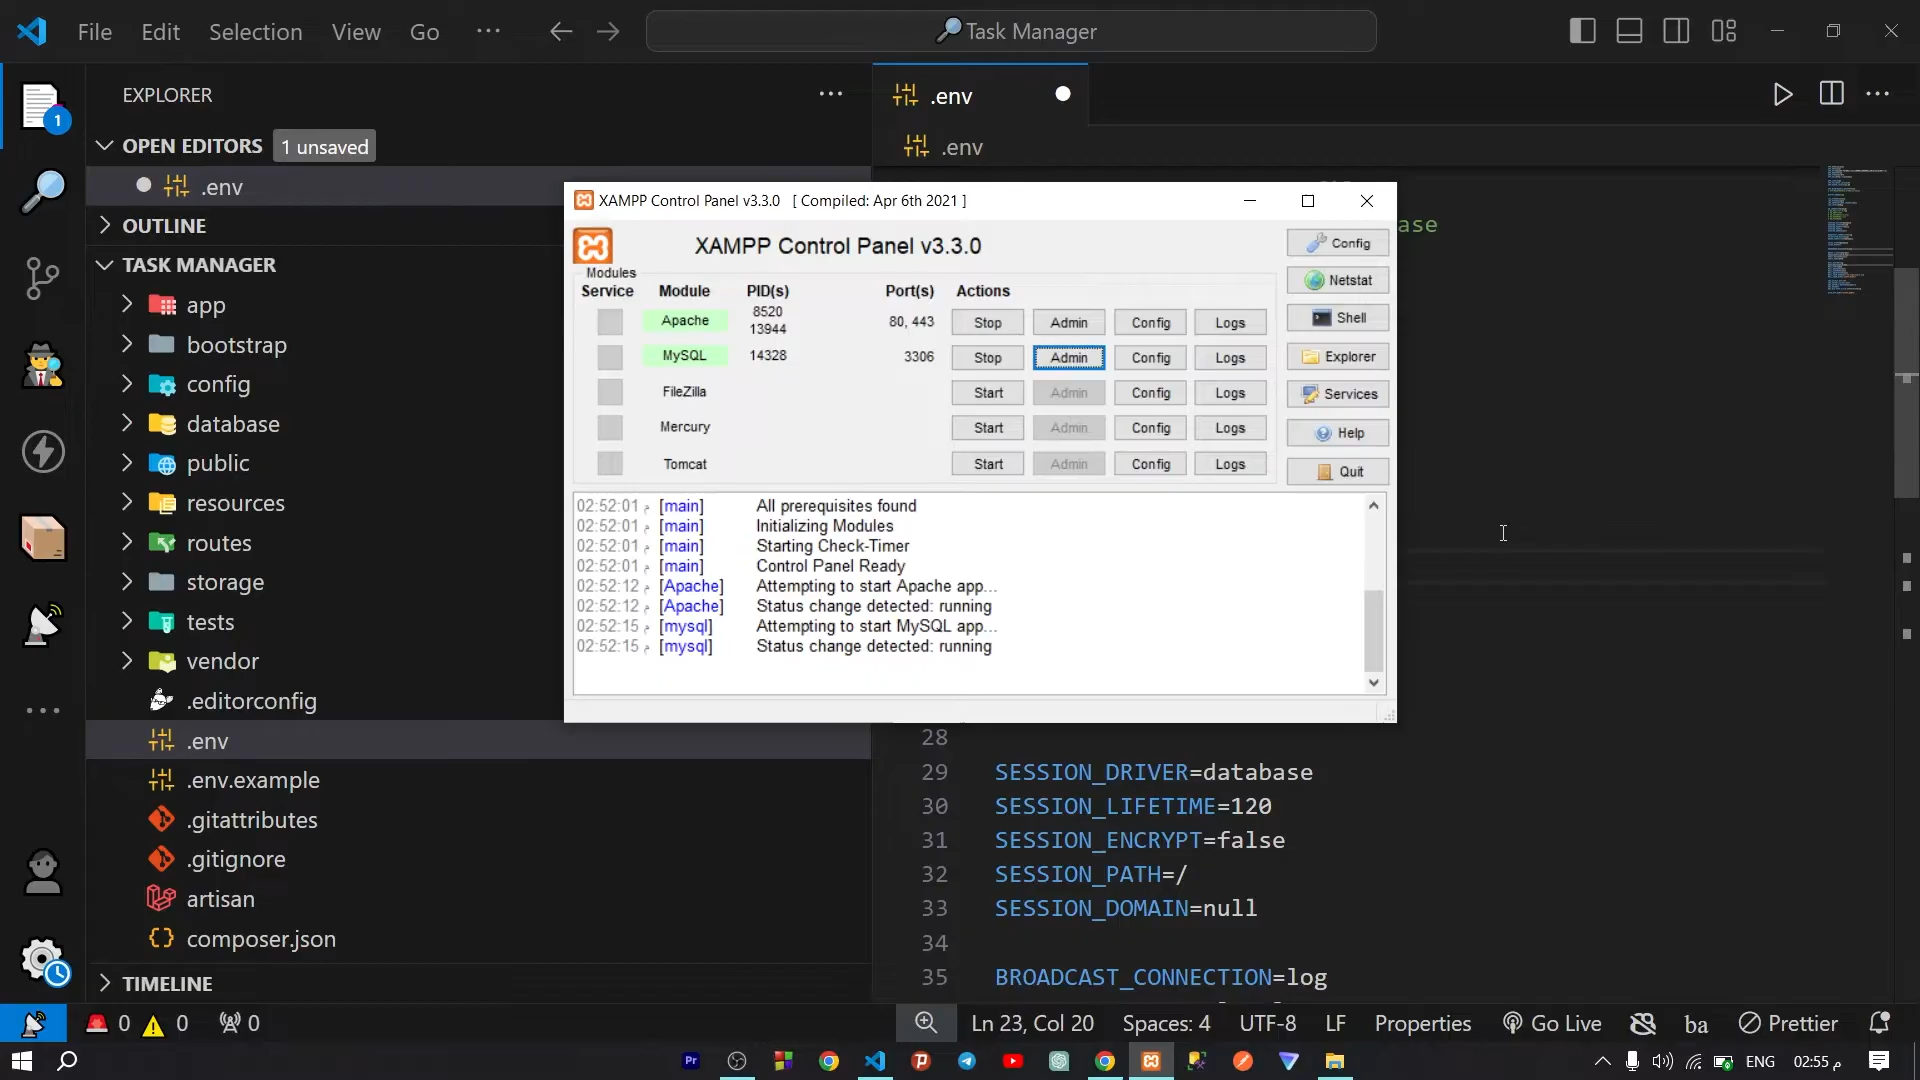 File Edit Selection View Go ··· Task Manager
EXPLORER
OPEN EDITORS 1 unsaved
.env
OUTLINE
TASK MANAGER
app
bootstrap
config
database
public
resources
routes
storage
tests
vendor
.editorconfig
.env
.env.example
.gitattributes
.gitignore
artisan
composer.json
TIMELINE
1
.env
.env
ase
XAMPP Control Panel v3.3.0 [ Compiled: Apr 6th 2021 ]
XAMPP Control Panel v3.3.0
Modules
Service Module PID(s) Port(s) Actions
Apache 8520 13944 80, 443 Stop Admin Config Logs
MySQL 14328 3306 Stop Admin Config Logs
FileZilla Start Admin Config Logs
Mercury Start Admin Config Logs
Tomcat Start Admin Config Logs
Config
Netstat
Shell
Explorer
Services
Help
Quit
02:52:01 م [main] All prerequisites found
02:52:01 م [main] Initializing Modules
02:52:01 م [main] Starting Check-Timer
02:52:01 م [main] Control Panel Ready
02:52:12 م [Apache] Attempting to start Apache app...
02:52:12 م [Apache] Status change detected: running
02:52:15 م [mysql] Attempting to start MySQL app...
02:52:15 م [mysql] Status change detected: running
28
29 SESSION_DRIVER=database
30 SESSION_LIFETIME=120
31 SESSION_ENCRYPT=false
32 SESSION_PATH=/
33 SESSION_DOMAIN=null
34
35 BROADCAST_CONNECTION=log
0 0 0 Ln 23, Col 20 Spaces: 4 UTF-8 LF Properties Go Live ba Prettier
Pr ENG 02:55 م